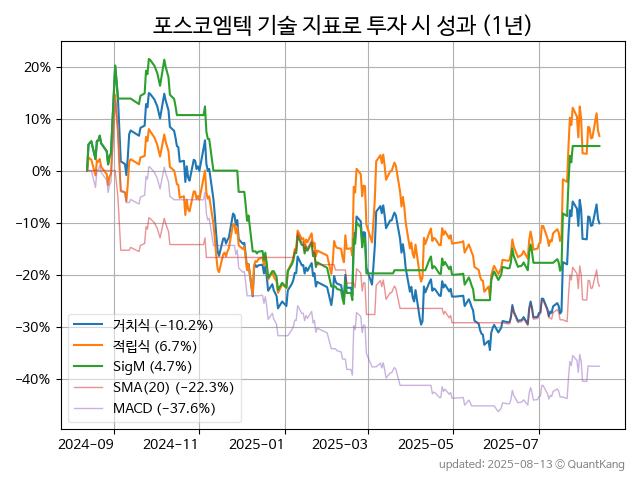 포스코엠텍 기술 지표로 투자 시 성과 (1년)
20%
10%
0%
−10%
−20%
−30%
−40%
거치식 (−10.2%)
적립식 (6.7%)
SigM (4.7%)
SMA(20) (−22.3%)
MACD (−37.6%)
2024-09 2024-11 2025-01 2025-03 2025-05 2025-07
updated: 2025-08-13 ⓒ QuantKang